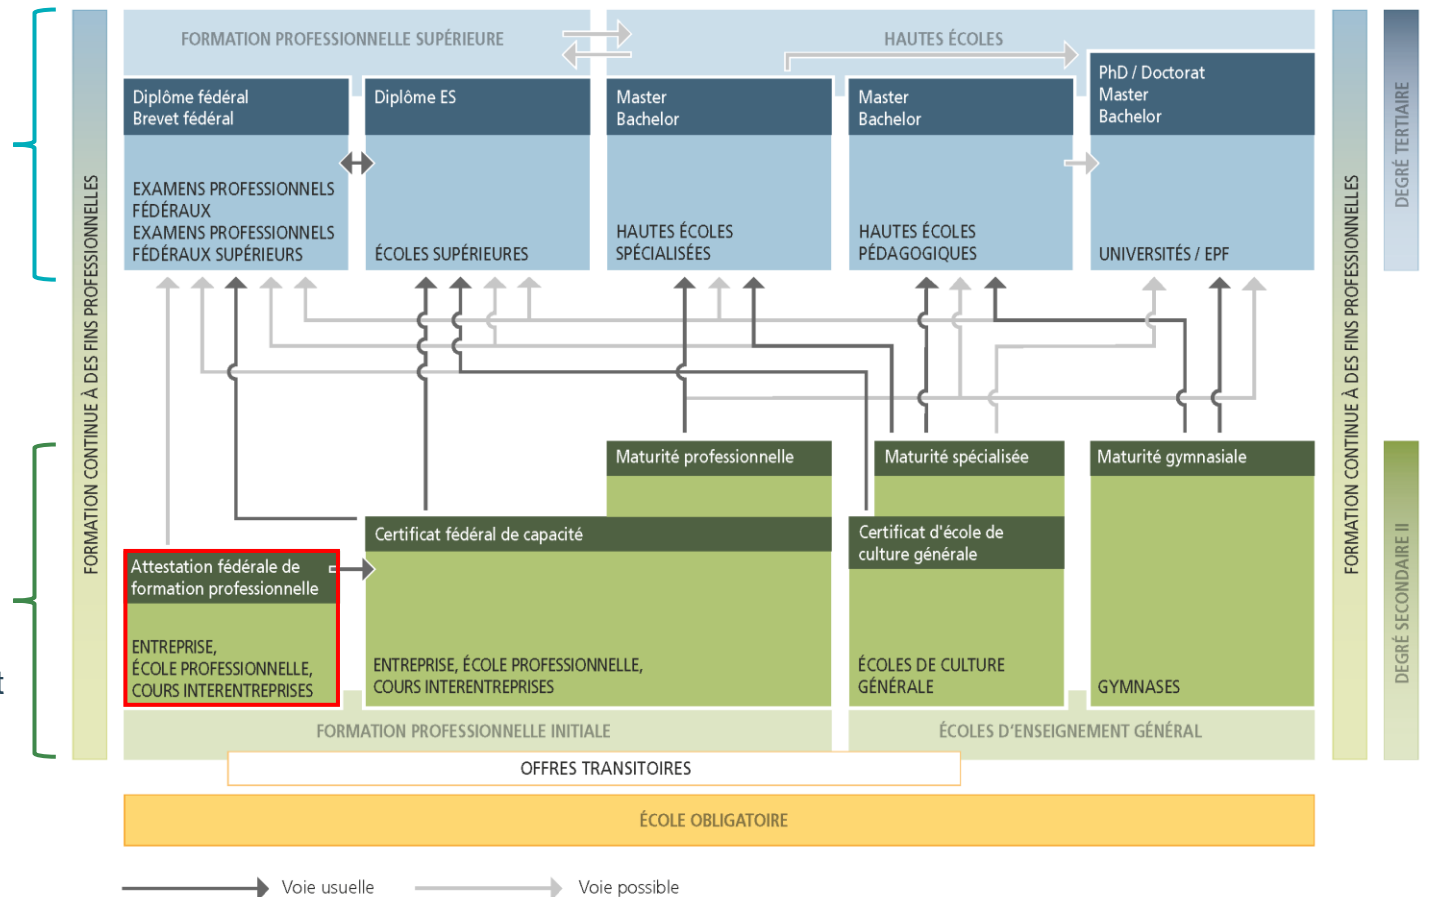 FORMATION PROFESSIONNELLE SUPÉRIEURE
HAUTES ÉCOLES
Diplôme fédéral
Brevet fédéral
EXAMENS PROFESSIONNELS
FÉDÉRAUX
EXAMENS PROFESSIONNELS
FÉDÉRAUX SUPÉRIEURS
Diplôme ES
ÉCOLES SUPÉRIEURES
Master
Bachelor
HAUTES ÉCOLES
SPÉCIALISÉES
Master
Bachelor
HAUTES ÉCOLES
PÉDAGOGIQUES
PhD / Doctorat
Master
Bachelor
UNIVERSITÉS / EPF
FORMATION CONTINUE À DES FINS PROFESSIONNELLES
FORMATION CONTINUE À DES FINS PROFESSIONNELLES
DEGRÉ TERTIAIRE
DEGRÉ SECONDAIRE II
Maturité professionnelle
Maturité spécialisée
Maturité gymnasiale
Certificat fédéral de capacité
Certificat d'école de
culture générale
Attestation fédérale de
formation professionnelle
ENTREPRISE,
ÉCOLE PROFESSIONNELLE,
COURS INTERENTREPRISES
ENTREPRISE, ÉCOLE PROFESSIONNELLE,
COURS INTERENTREPRISES
ÉCOLES DE CULTURE
GÉNÉRALE
GYMNASES
t
FORMATION PROFESSIONNELLE INITIALE
ÉCOLES D'ENSEIGNEMENT GÉNÉRAL
OFFRES TRANSITOIRES
ÉCOLE OBLIGATOIRE
Voie usuelle
Voie possible